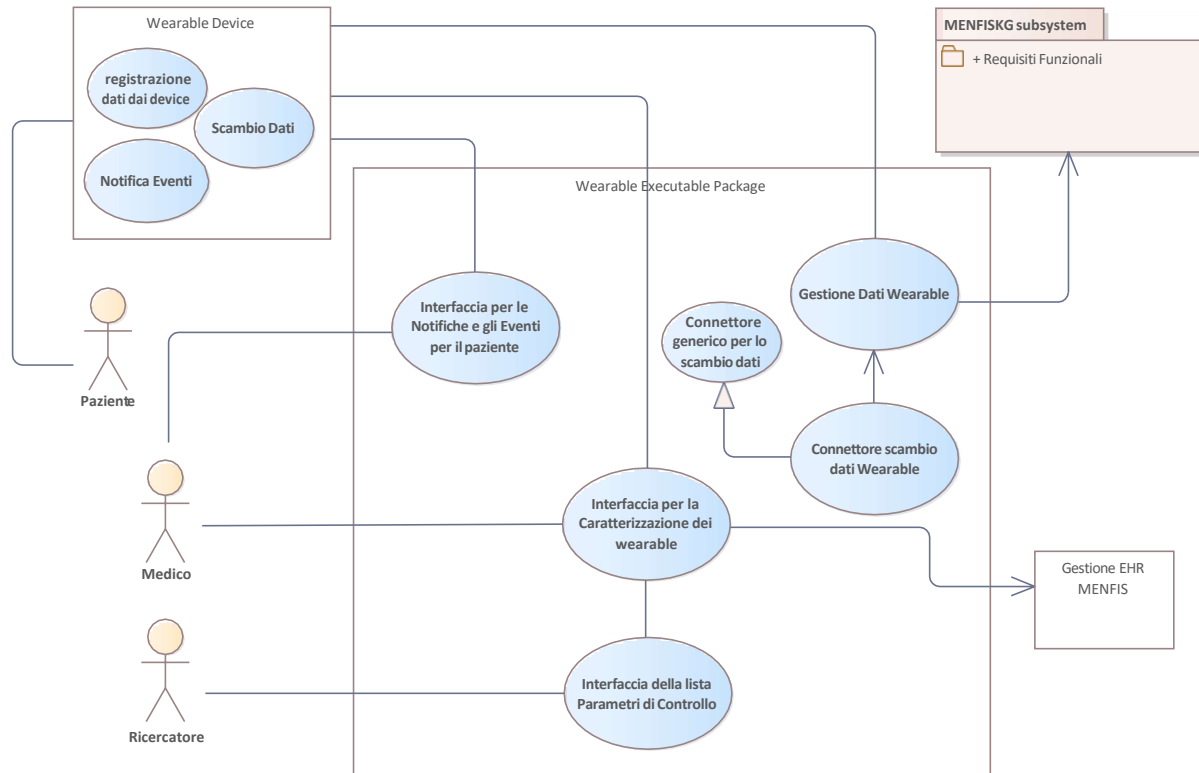 Wearable Device
registrazione
dati dai device
Scambio Dati
Notifica Eventi
MENFISKG subsystem
+ Requisiti Funzionali
Wearable Executable Package
Interfaccia per le
Notifiche e gli Eventi
per il paziente
Gestione Dati Wearable
Connettore
generico per lo
scambio dati
Connettore scambio
dati Wearable
Paziente
Interfaccia per la
Caratterizzazione dei
wearable
Medico
Gestione EHR
MENFIS
Interfaccia della lista
Parametri di Controllo
Ricercatore